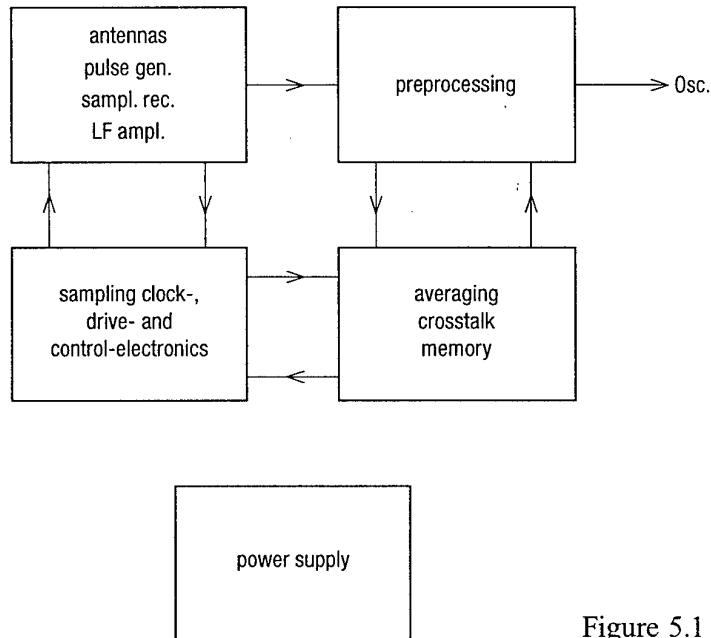 antennas
pulse gen.
sampl. rec.
LF ampl.
preprocessing
Osc.
sampling clock-,
drive- and
control-electronics
averaging
crosstalk
memory
power supply
Figure 5.1